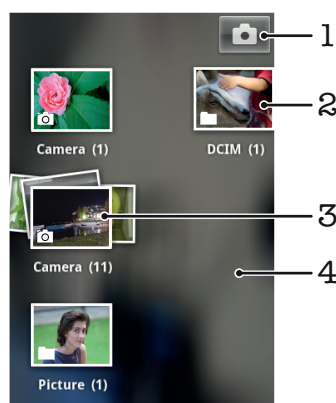 1
Camera (1)
DCIM (1)
2
3
Camera (11)
4
Picture (1)